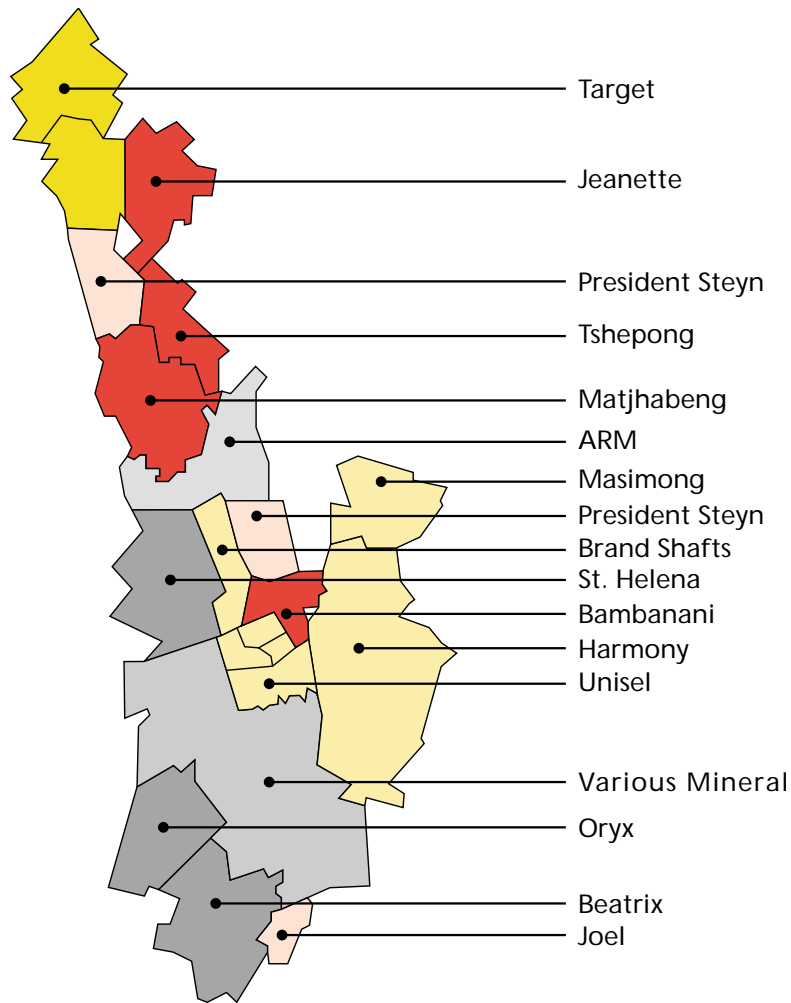 Target
Jeanette
President Steyn
Tshepong
Matjhabeng
ARM
Masimong
President Steyn
Brand Shafts
St. Helena
Bambanani
Harmony
Unisel
Various Mineral
Oryx
Beatrix
Joel